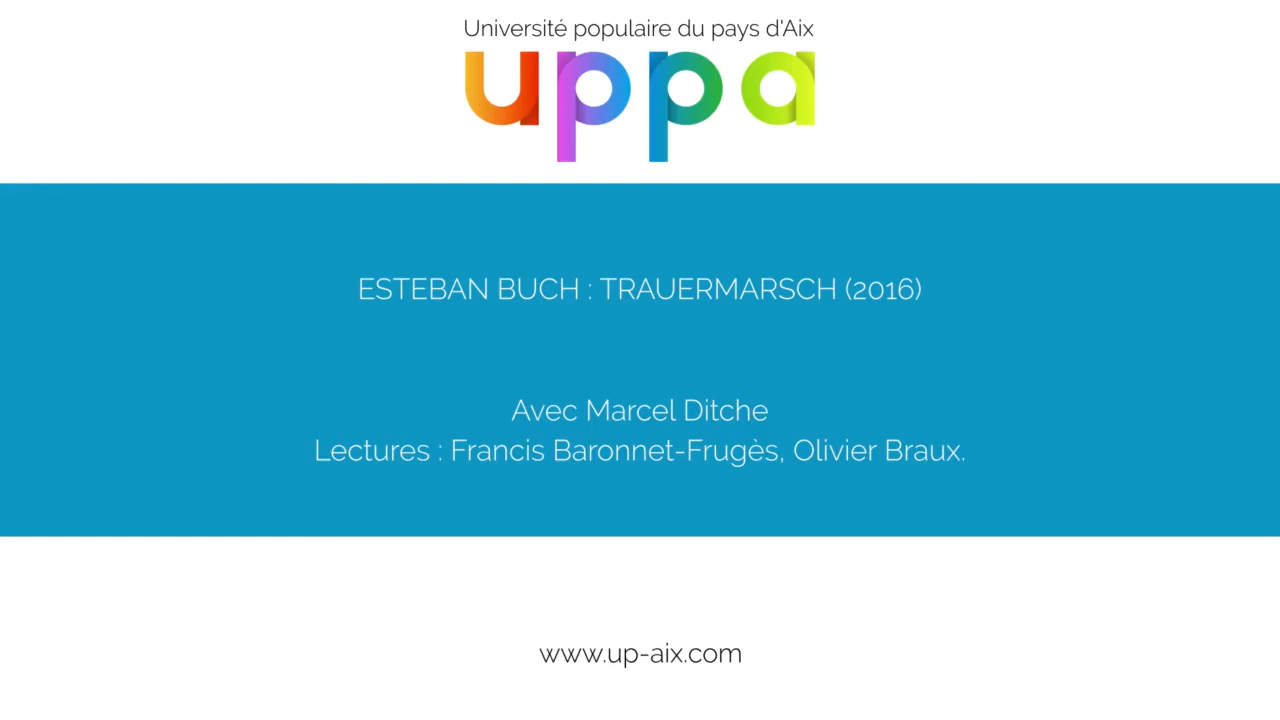 Université populaire du pays d'Aix
uppa
ESTEBAN BUCH : TRAUERMARSCH (2016)
Avec Marcel Ditche
Lectures : Francis Baronnet-Frugès, Olivier Braux.
www.up-aix.com